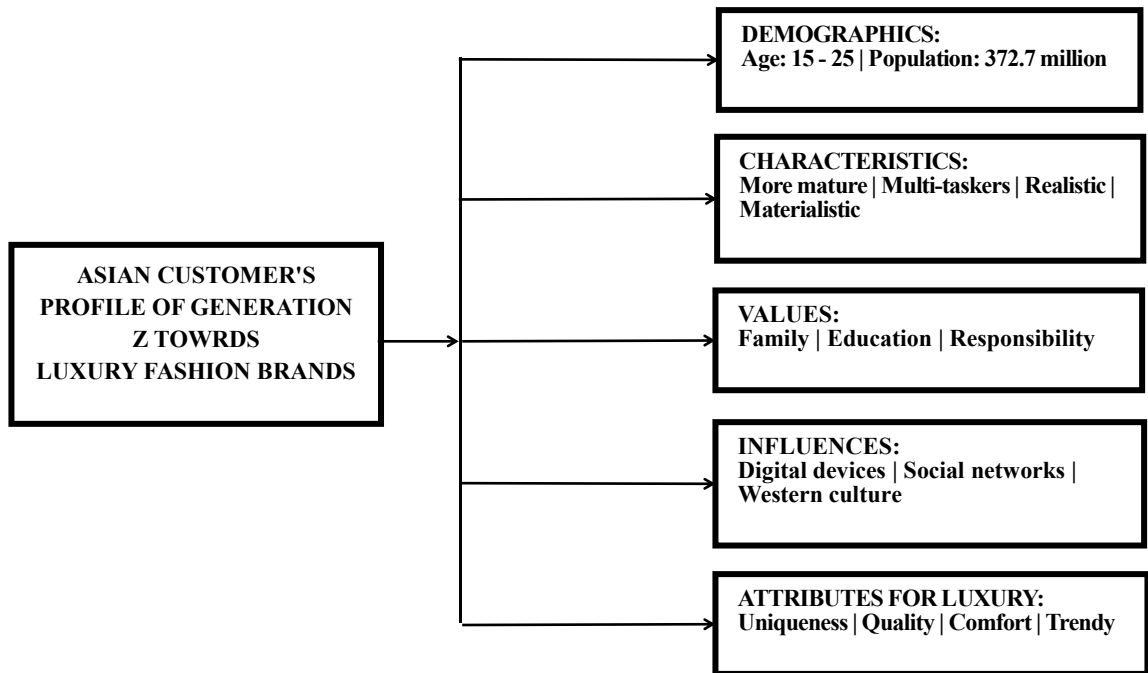 ASIAN CUSTOMER'S
PROFILE OF GENERATION
Z TOWRDS
LUXURY FASHION BRANDS
DEMOGRAPHICS:
Age: 15 - 25 | Population: 372.7 million
CHARACTERISTICS:
More mature | Multi-taskers | Realistic |
Materialistic
VALUES:
Family | Education | Responsibility
INFLUENCES:
Digital devices | Social networks |
Western culture
ATTRIBUTES FOR LUXURY:
Uniqueness | Quality | Comfort | Trendy